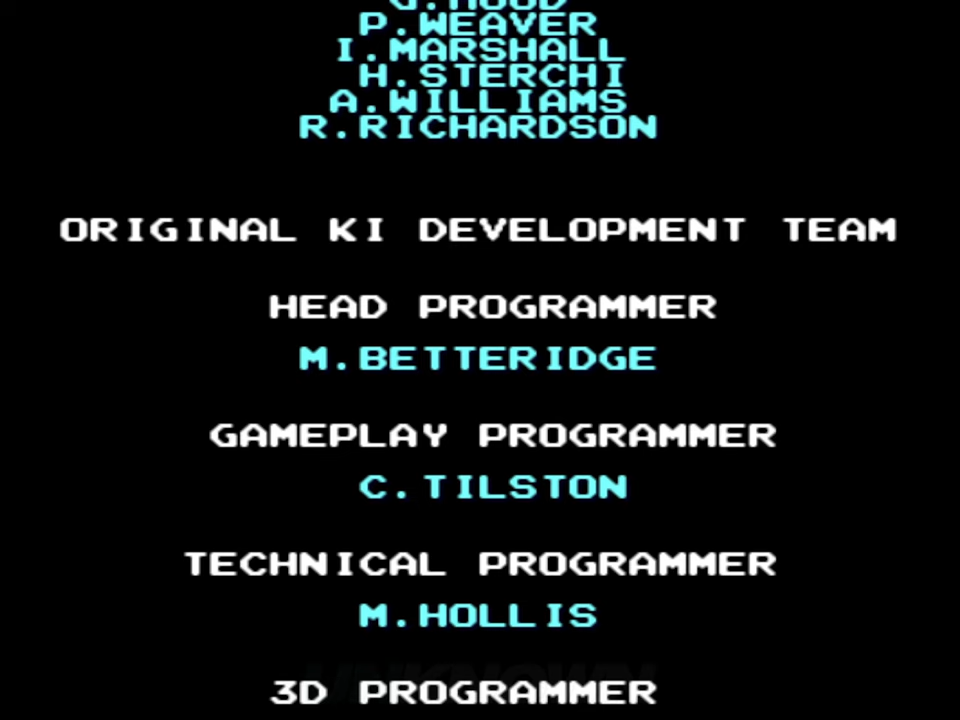 G.HOOD
P.WEAVER
I.MARSHALL
H.STERCHI
A.WILLIAMS
R.RICHARDSON
ORIGINAL KI DEVELOPMENT TEAM
HEAD PROGRAMMER
M.BETTERIDGE
GAMEPLAY PROGRAMMER
C.TILSTON
TECHNICAL PROGRAMMER
M.HOLLIS
3D PROGRAMMER